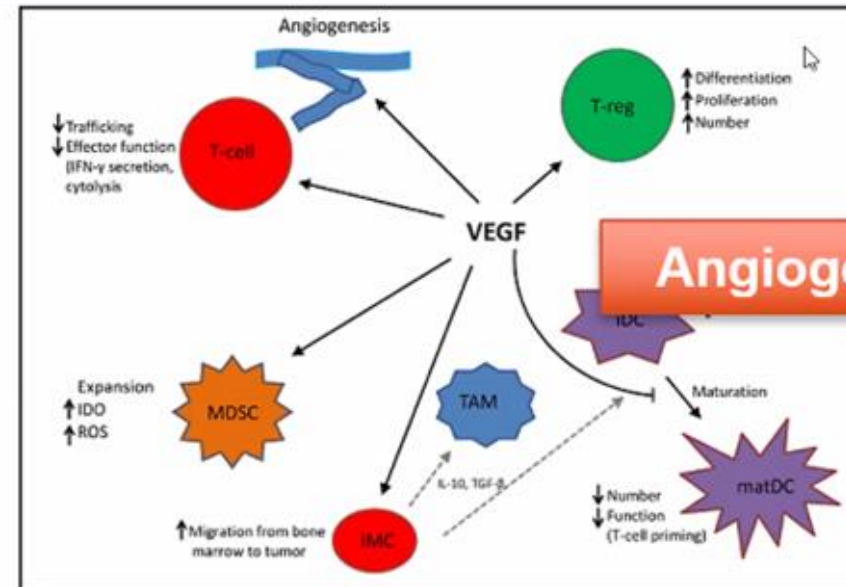 Angiogenesis
T-cell
↓Trafficking
↓Effector function
(IFN-γ secretion,
cytolysis
T-reg
↑Differentiation
↑Proliferation
↑Number
VEGF
Angiog
iDC
Maturation
Expansion
↑IDO
↑ROS
MDSC
TAM
IL-10, TGF-β
↑Migration from bone
marrow to tumor
IMC
↓Number
↓Function
(T-cell priming)
matDC